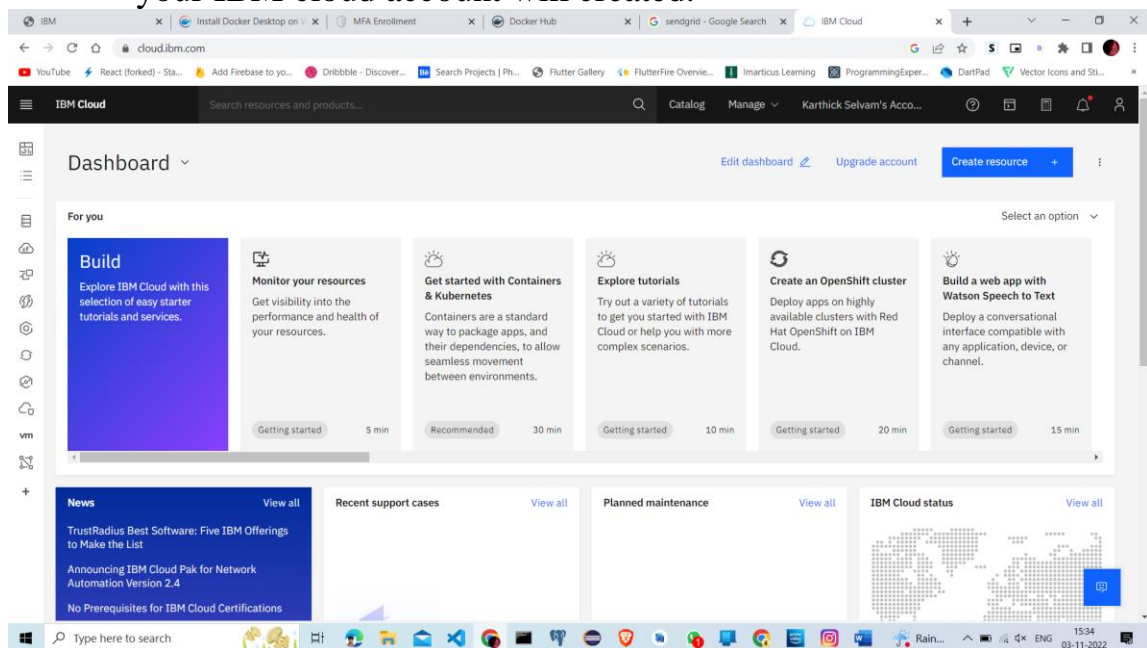 your IBM cloud account will created.
IBM
Install Docker Desktop on
MFA Enrollment
Docker Hub
sendgrid - Google Search
IBM Cloud
cloud.ibm.com
YouTube
React (forked) - Sta...
Add Firebase to yo...
Dribbble - Discover...
Search Projects | Ph...
Flutter Gallery
FlutterFire Overvie...
Imarticus Learning
ProgrammingExper...
DartPad
Vector Icons and Sti...
IBM Cloud
Search resources and products...
Catalog
Manage
Karthick Selvam's Acco...
Dashboard
Edit dashboard
Upgrade account
Create resource +
For you
Select an option
Build
Explore IBM Cloud with this
selection of easy starter
tutorials and services.
Monitor your resources
Get visibility into the
performance and health of
your resources.
Getting started 5 min
Get started with Containers
& Kubernetes
Containers are a standard
way to package apps, and
their dependencies, to allow
seamless movement
between environments.
Recommended 30 min
Explore tutorials
Try out a variety of tutorials
to get you started with IBM
Cloud or help you with more
complex scenarios.
Getting started 10 min
Create an OpenShift cluster
Deploy apps on highly
available clusters with Red
Hat OpenShift on IBM
Cloud.
Getting started 20 min
Build a web app with
Watson Speech to Text
Deploy a conversational
interface compatible with
any application, device, or
channel.
Getting started 15 min
vm
News View all
TrustRadius Best Software: Five IBM Offerings
to Make the List
Announcing IBM Cloud Pak for Network
Automation Version 2.4
No Prerequisites for IBM Cloud Certifications
Recent support cases View all
Planned maintenance View all
IBM Cloud status View all
Type here to search
Rain...
ENG
15:34
03-11-2022